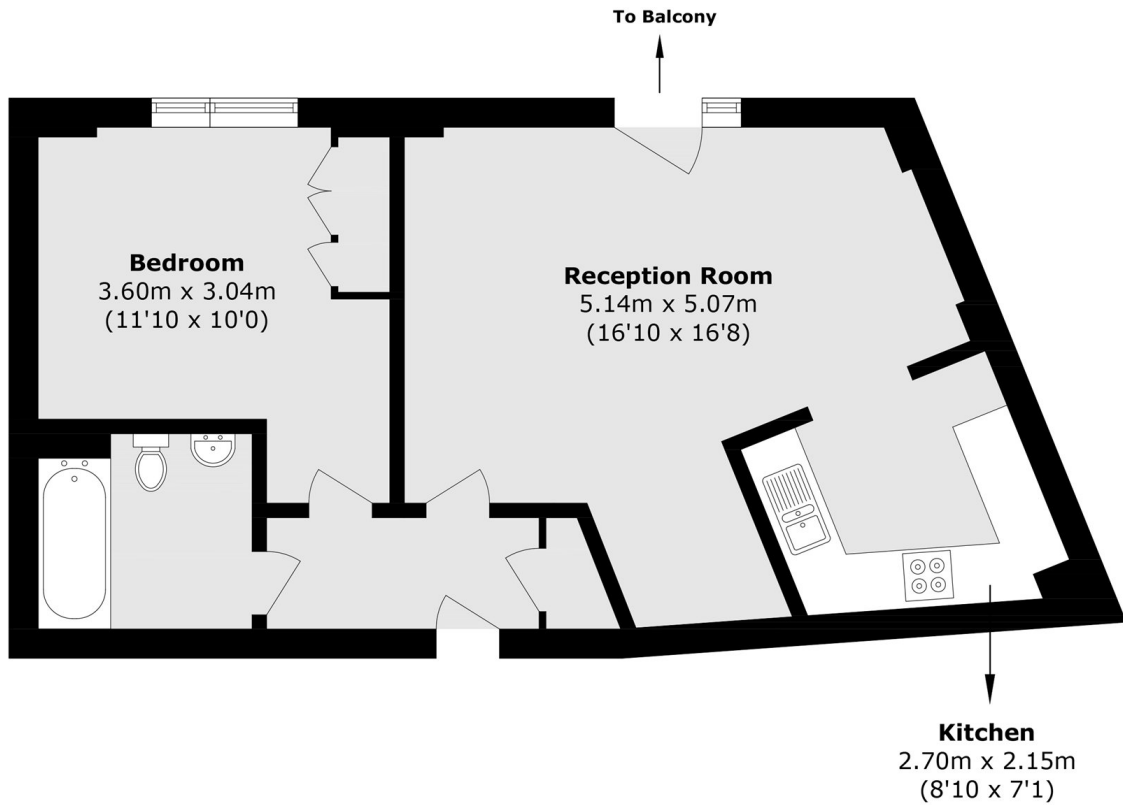 To Balcony
Bedroom
3.60m x 3.04m
(11'10 x 10'0)
Reception Room
5.14m x 5.07m
(16'10 x 16'8)
Kitchen
2.70m x 2.15m
(8'10 x 7'1)